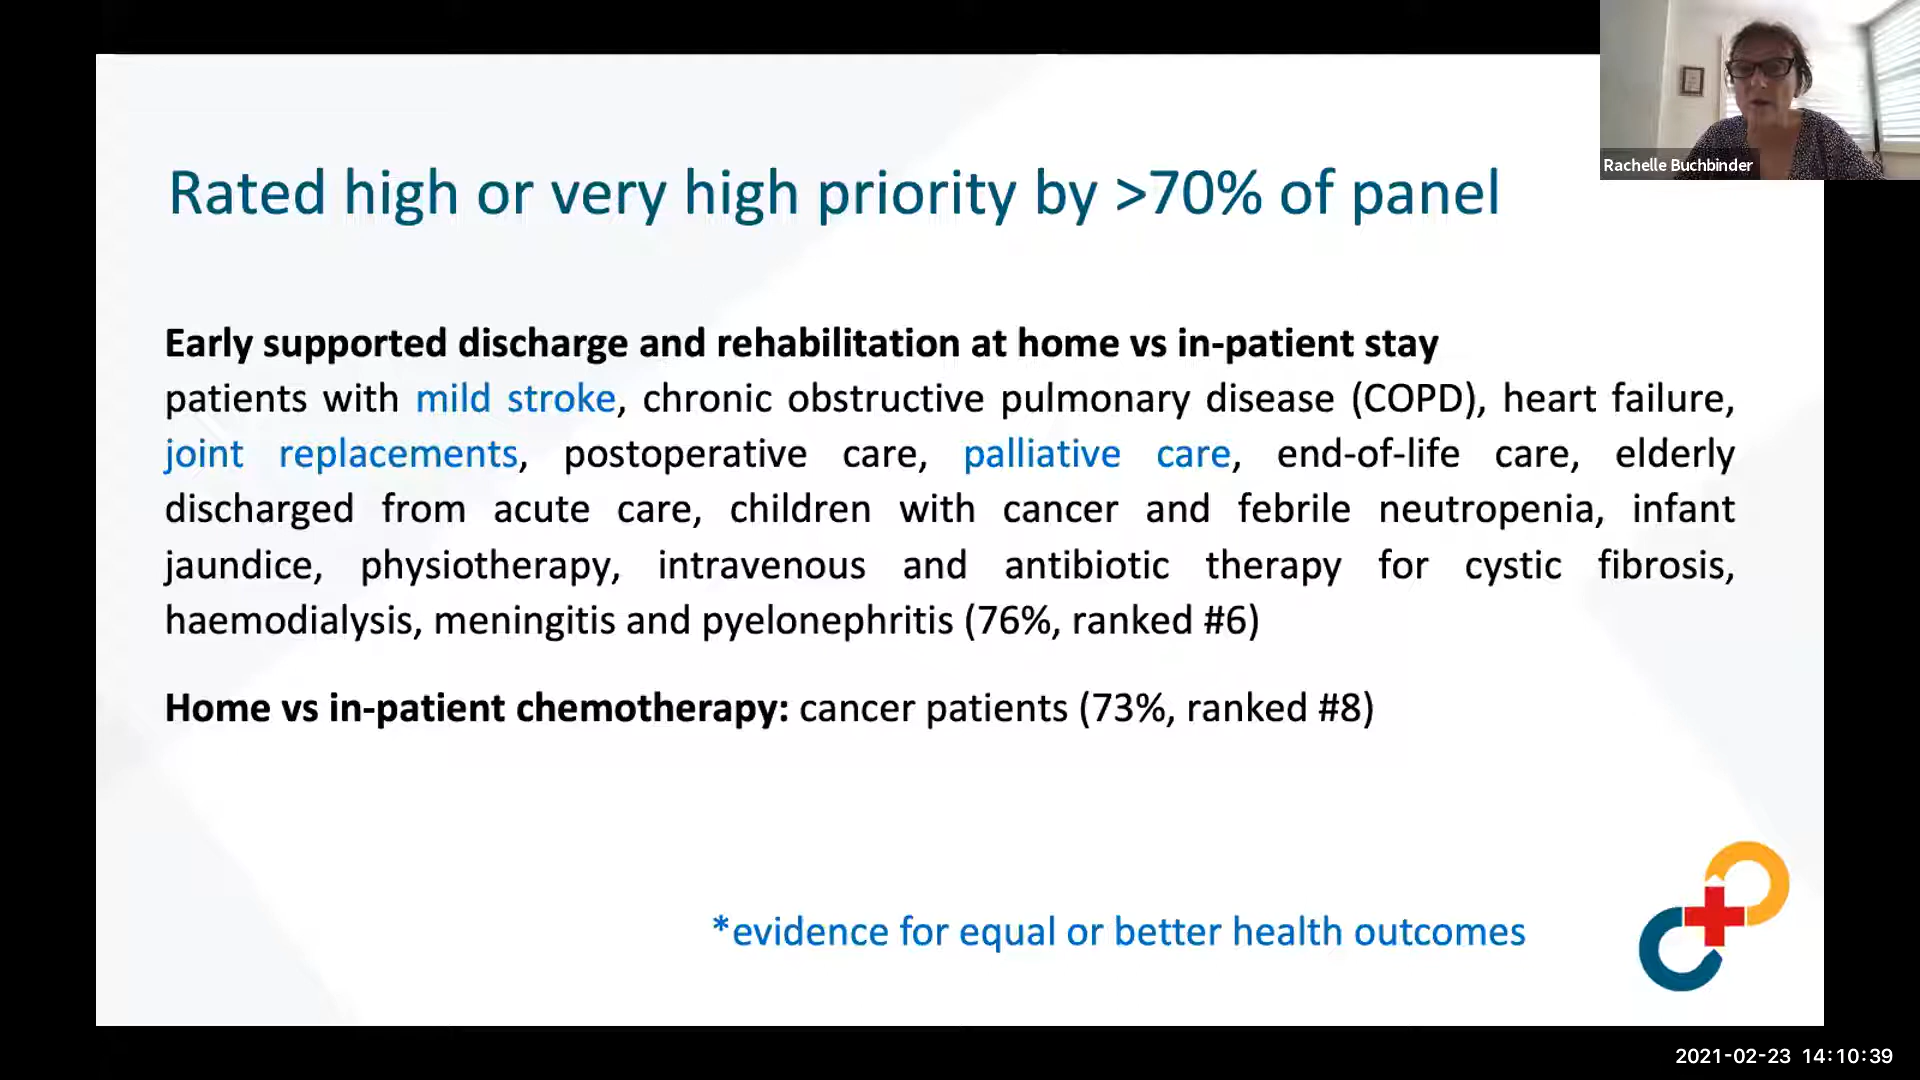 Rachelle Buchbinder
Rated high or very high priority by >70% of panel
Early supported discharge and rehabilitation at home vs in-patient stay
patients with mild stroke, chronic obstructive pulmonary disease (COPD), heart failure,
joint replacements, postoperative care, palliative care, end-of-life care, elderly
discharged from acute care, children with cancer and febrile neutropenia, infant
jaundice, physiotherapy, intravenous and antibiotic therapy for cystic fibrosis,
haemodialysis, meningitis and pyelonephritis (76%, ranked #6)
Home vs in-patient chemotherapy: cancer patients (73%, ranked #8)
*evidence for equal or better health outcomes
2021-02-23 14:10:39